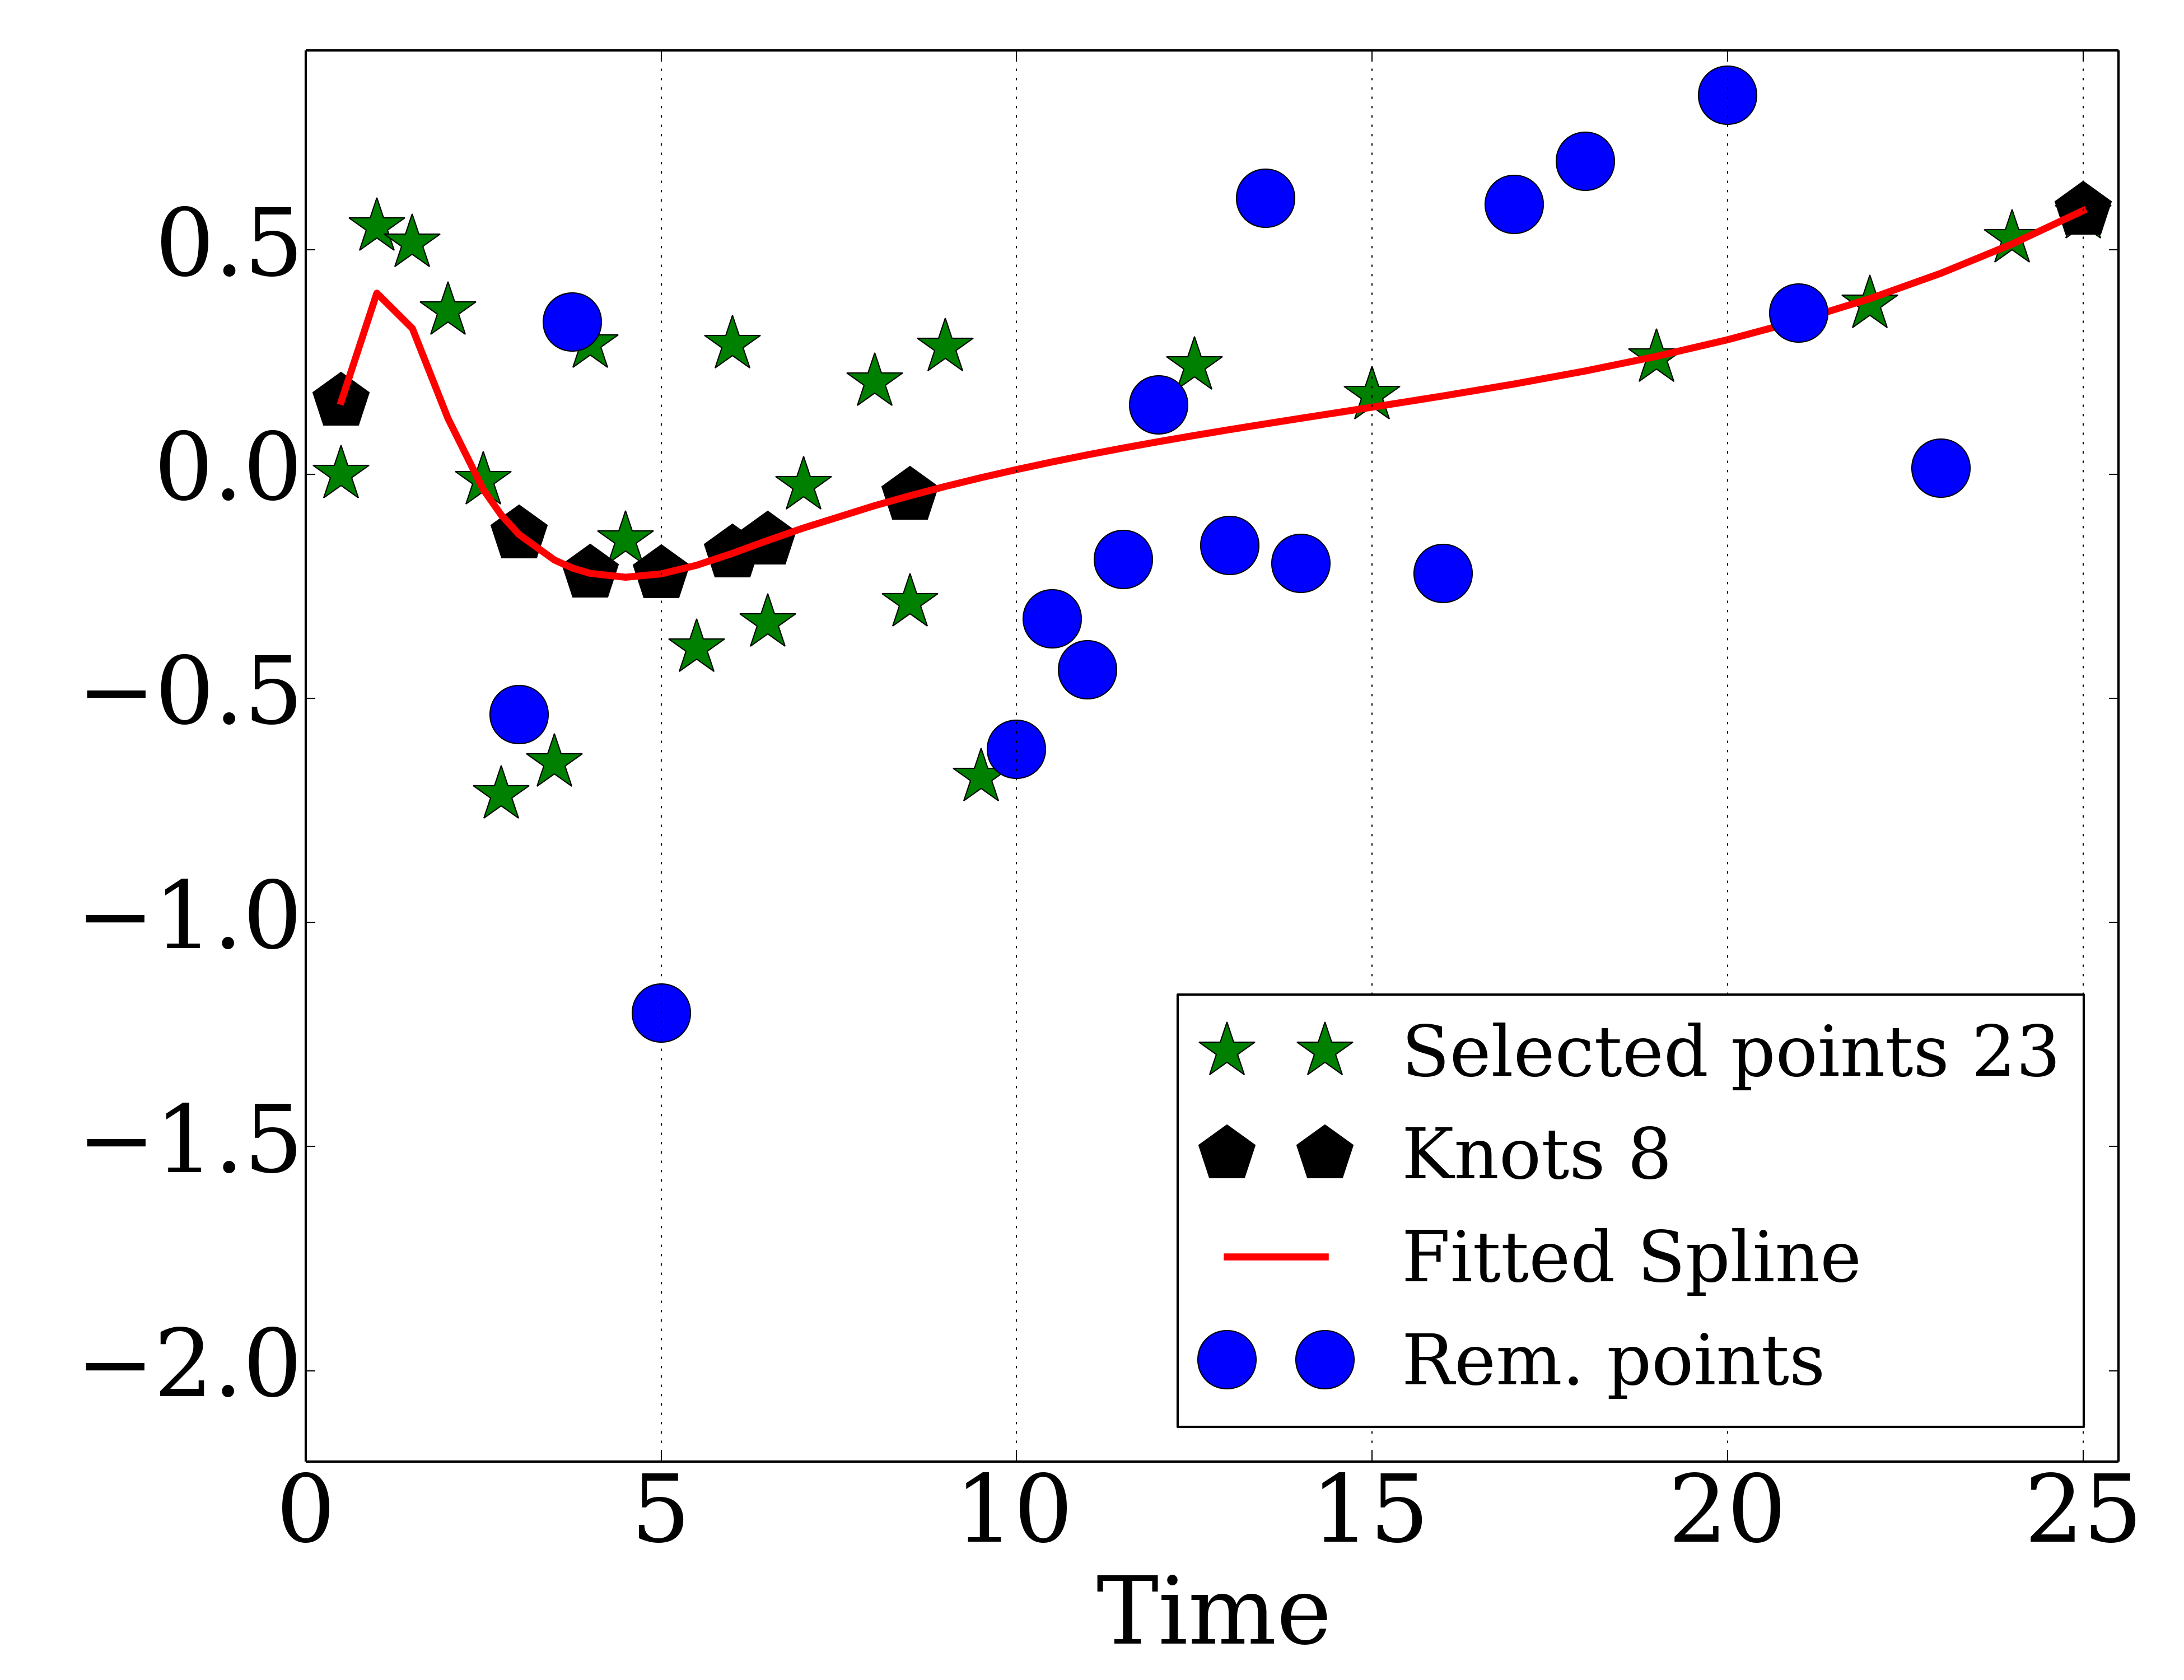 0.5
0.0
−0.5
−1.0
−1.5
−2.0
Selected points 23
Knots 8
Fitted Spline
Rem. points
0 5 10 15 20 25
Time